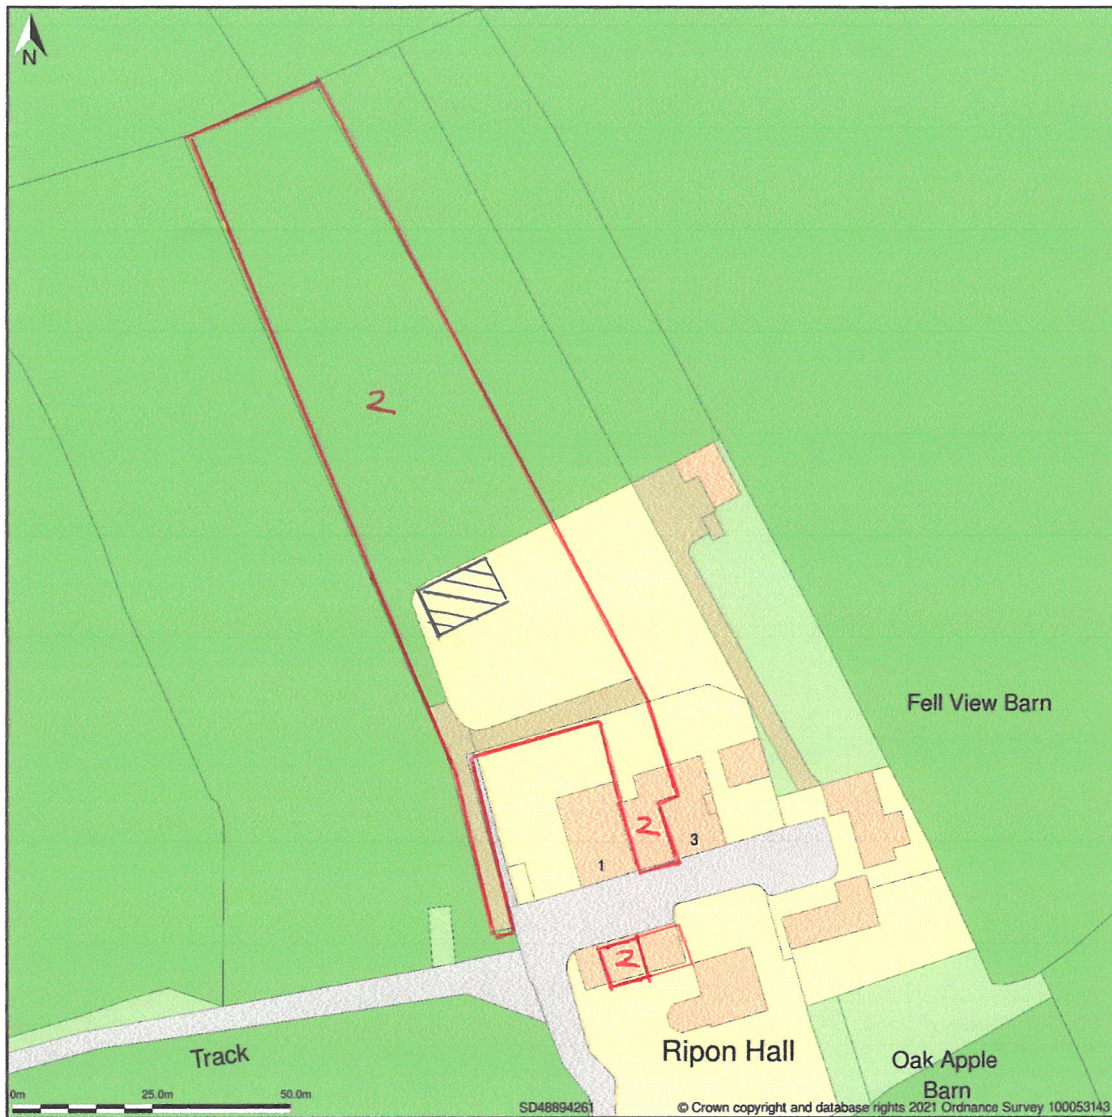 N
2
Fell View Barn
2
3
1
2
Ripon Hall
Track
Oak Apple
Barn
0m
25.0m
50.0m
SD48894261
© Crown copyright and database rights 2021 Ordnance Survey 100053143